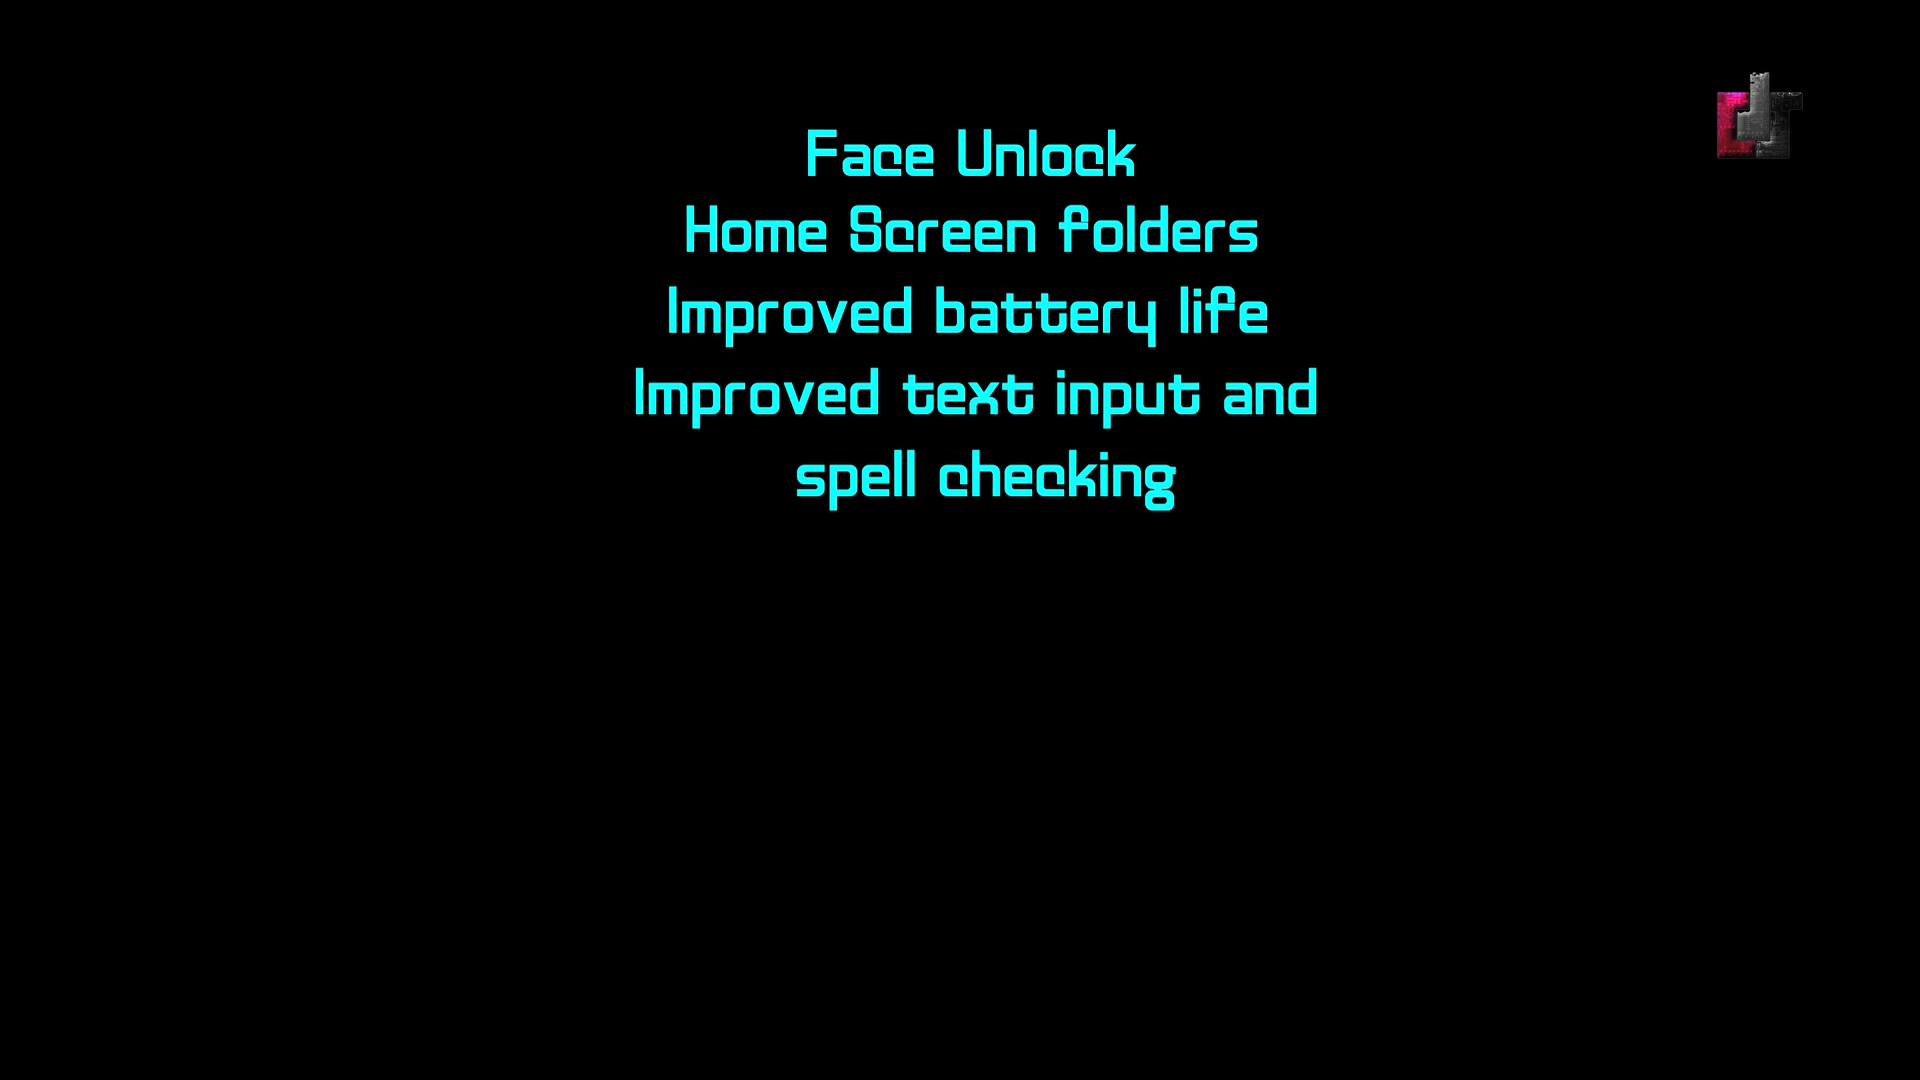 Face Unlock
Home Screen folders
Improved battery life
Improved text input and
spell checking